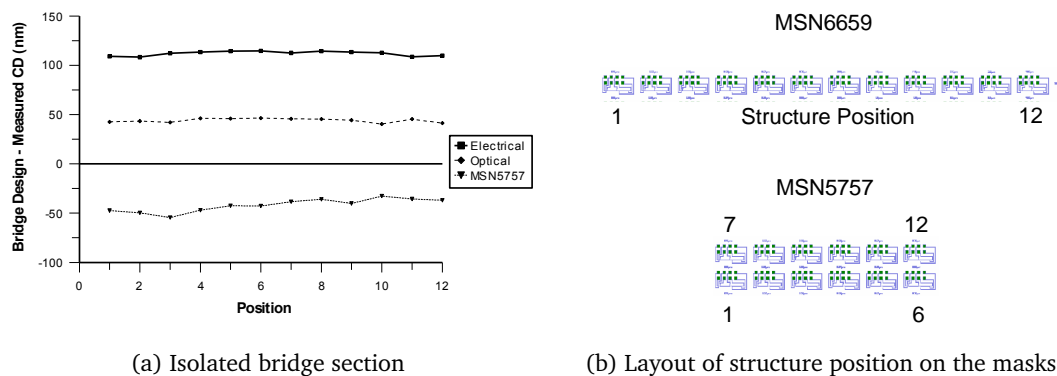 150
100
50
0
-50
-100
Bridge Design - Measured CD (nm)
0 2 4 6 8 10 12
Position
Electrical
Optical
MSN5757
(a) Isolated bridge section
MSN6659
1 Structure Position 12
MSN5757
7 12
1 6
(b) Layout of structure position on the masks